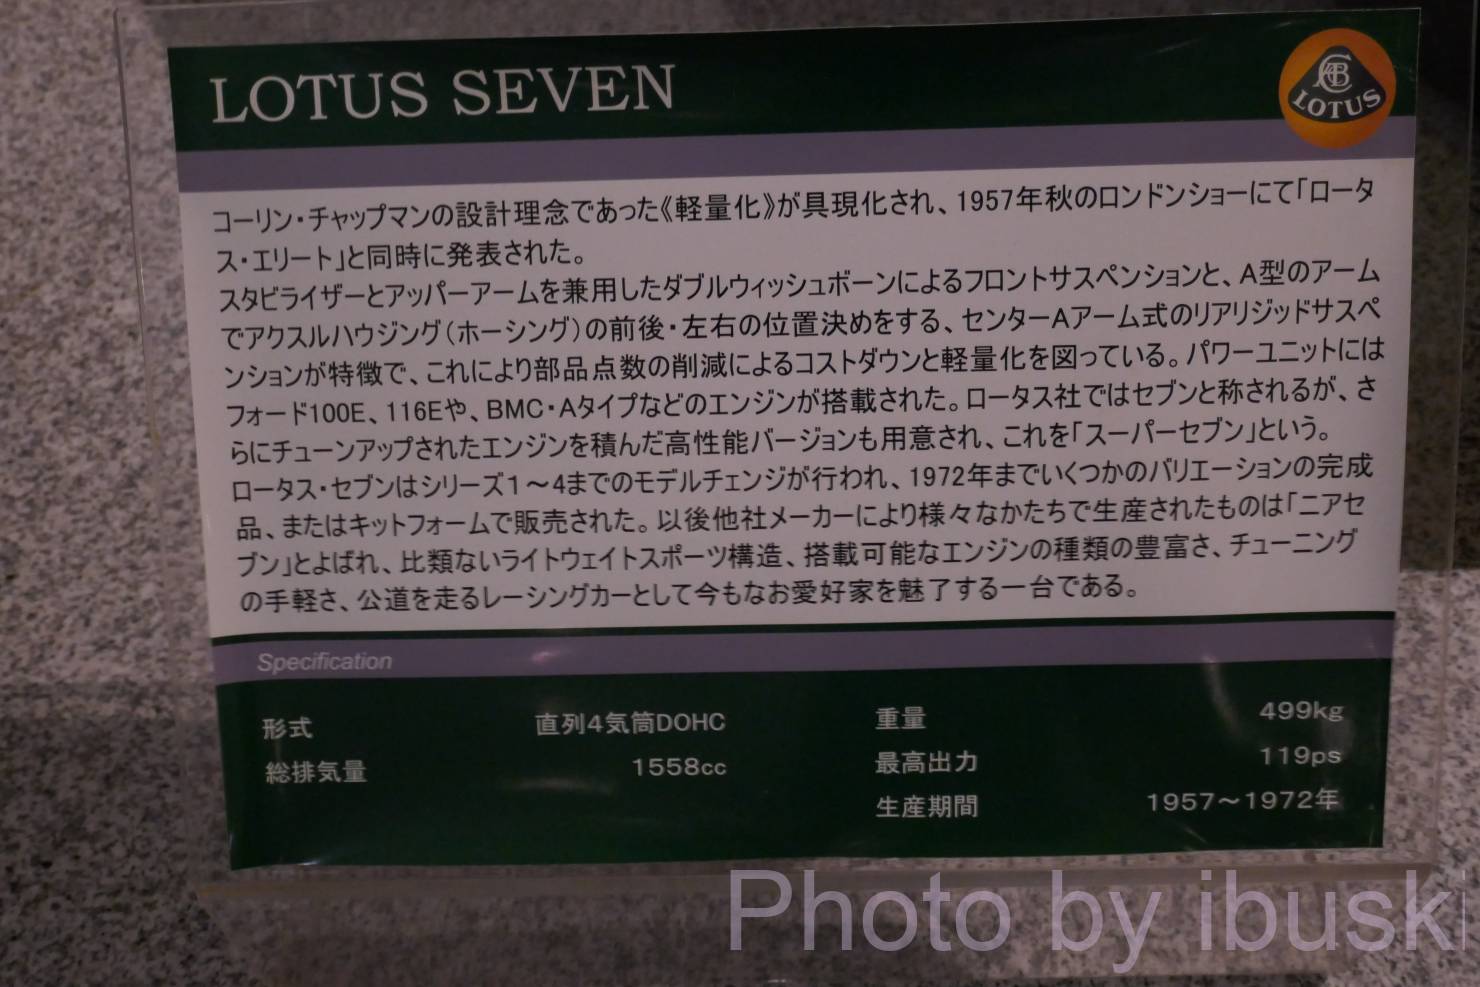 LOTUS SEVEN
LOTUS
コーリン・チャップマンの設計理念であった《軽量化》が具現化され、1957年秋のロンドンショーにて「ロータ
ス・エリート」と同時に発表された。
スタビライザーとアッパーアームを兼用したダブルウィッシュボーンによるフロントサスペンションと、A型のアーム
でアクスルハウジング（ホーシング）の前後・左右の位置決めをする、センターAアーム式のリアリジッドサスペ
ンションが特徴で、これにより部品点数の削減によるコストダウンと軽量化を図っている。パワーユニットには
フォード100E、116Eや、BMC・Aタイプなどのエンジンが搭載された。ロータス社ではセブンと称されるが、さ
らにチューンアップされたエンジンを積んだ高性能バージョンも用意され、これを「スーパーセブン」という。
ロータス・セブンはシリーズ1～4までのモデルチェンジが行われ、1972年までいくつかのバリエーションの完成
品、またはキットフォームで販売された。以後他社メーカーにより様々なかたちで生産されたものは「ニアセ
ブン」とよばれ、比類ないライトウェイトスポーツ構造、搭載可能なエンジンの種類の豊富さ、チューニング
の手軽さ、公道を走るレーシングカーとして今もなお愛好家を魅了する一台である。
Specification
形式 直列4気筒DOHC 重量 499kg
総排気量 1558cc 最高出力 119ps
生産期間 1957～1972年
Photo by ibuski